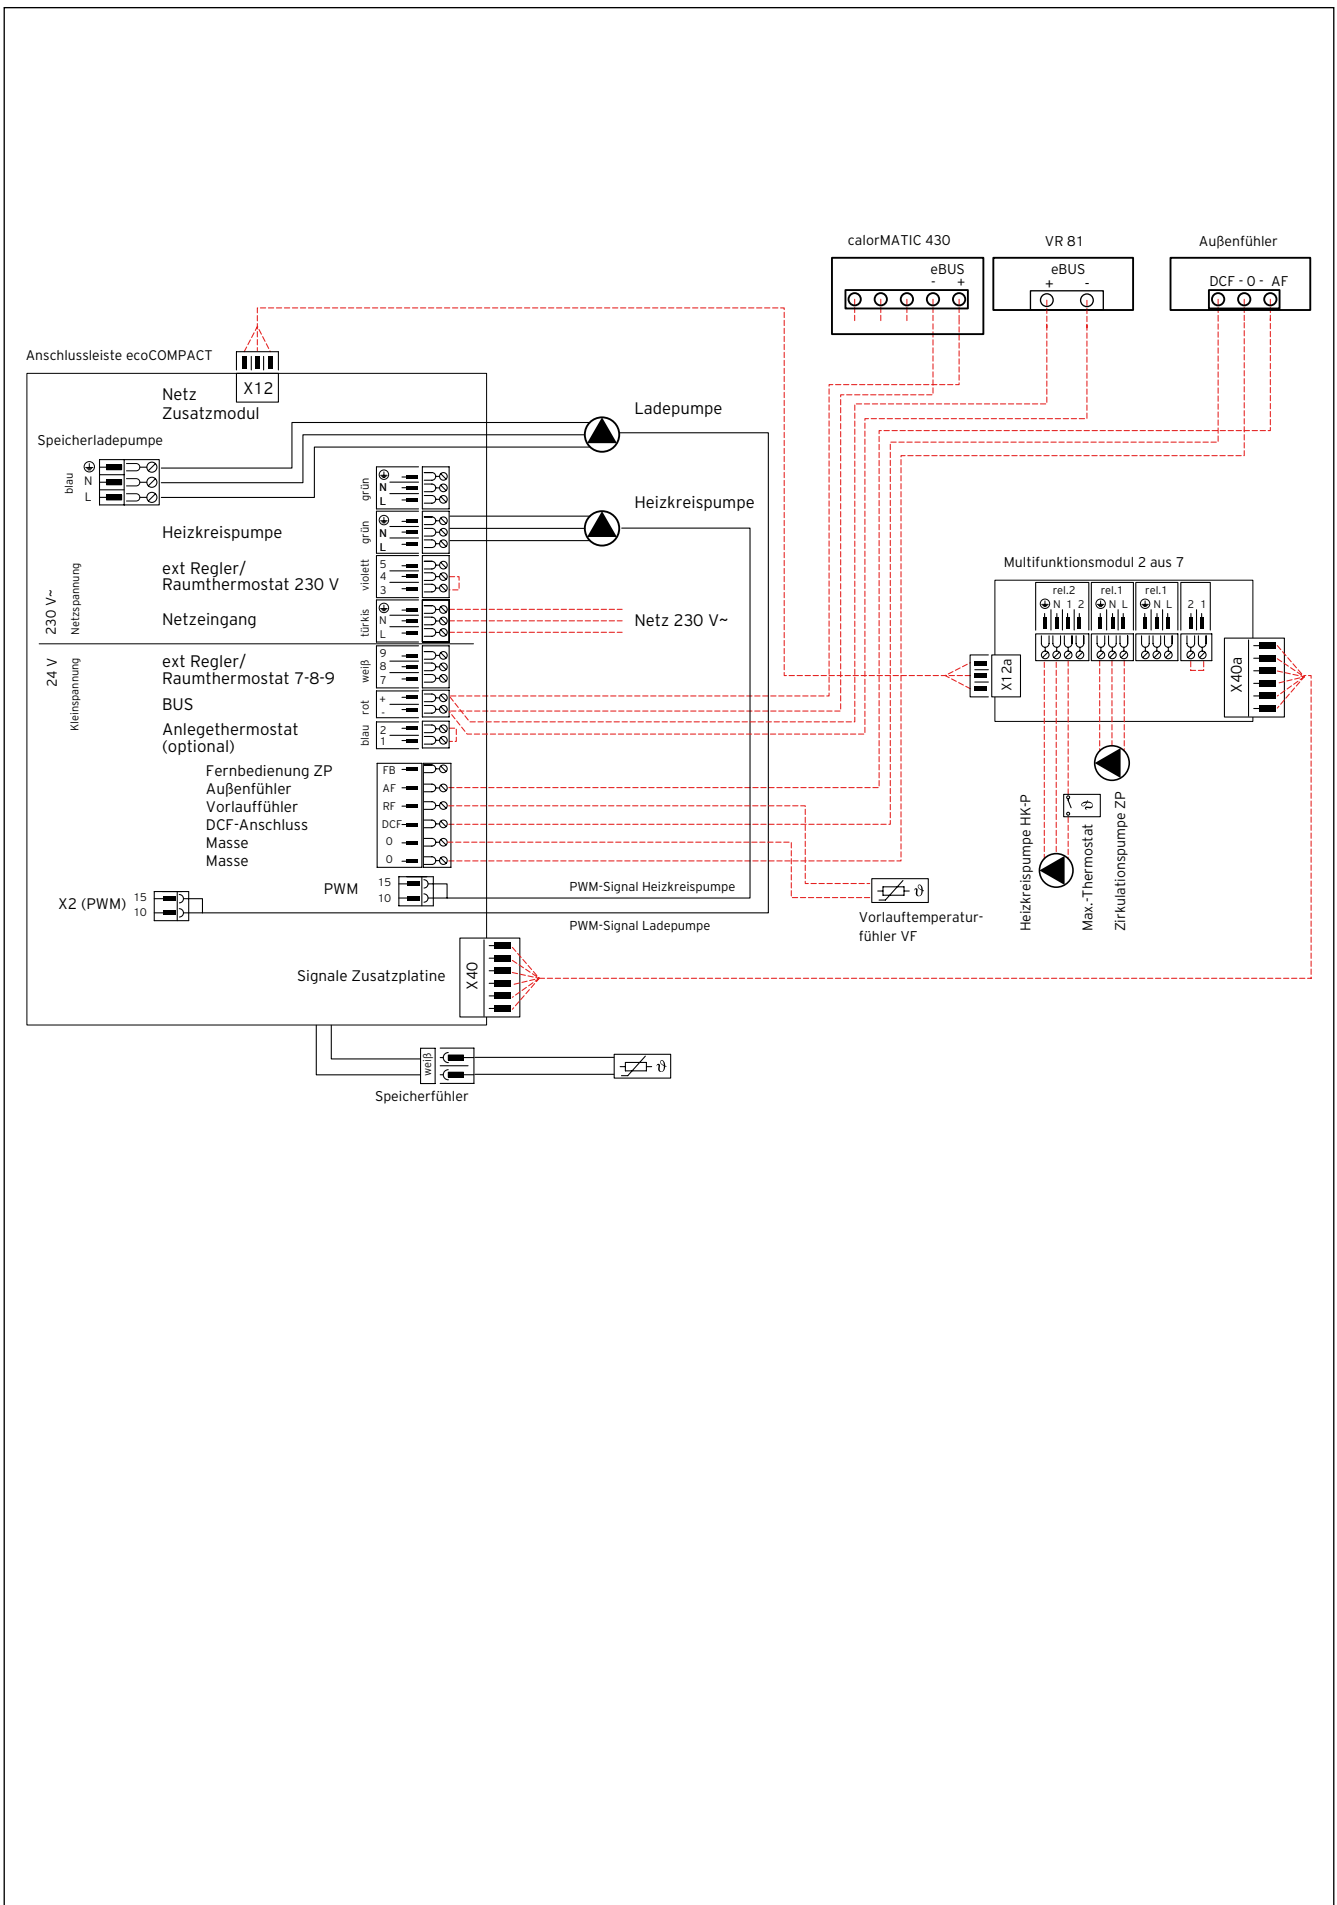 calorMATIC 430
VR 81
Außenfühler
eBUS
- +
eBUS
+ -
DCF - 0 - AF
Anschlussleiste ecoCOMPACT
X12
Netz
Zusatzmodul
Ladepumpe
Speicherladepumpe
blau
N
L
grün
N
L
Heizkreispumpe
Heizkreispumpe
grün
N
L
ext Regler/
Raumthermostat 230 V
violett
5
4
3
230 V~
Netzspannung
Netzeingang
türkis
N
L
Netz 230 V~
24 V
Kleinspannung
ext Regler/
Raumthermostat 7-8-9
weiß
9
8
7
BUS
rot
+
-
Anlegethermostat
(optional)
blau
2
1
Fernbedienung ZP
FB
Außenfühler
AF
Vorlauffühler
RF
DCF-Anschluss
DCF
Masse
0
Masse
0
PWM
15
10
PWM-Signal Heizkreispumpe
X2 (PWM)
15
10
PWM-Signal Ladepumpe
Signale Zusatzplatine
X40
weiß
ϑ
Speicherfühler
ϑ
Vorlauftemperatur-
fühler VF
Multifunktionsmodul 2 aus 7
rel.2
N 1 2
rel.1
N L
rel.1
N L
2 1
X12a
X40a
ϑ
Heizkreispumpe HK-P
Max.-Thermostat
Zirkulationspumpe ZP